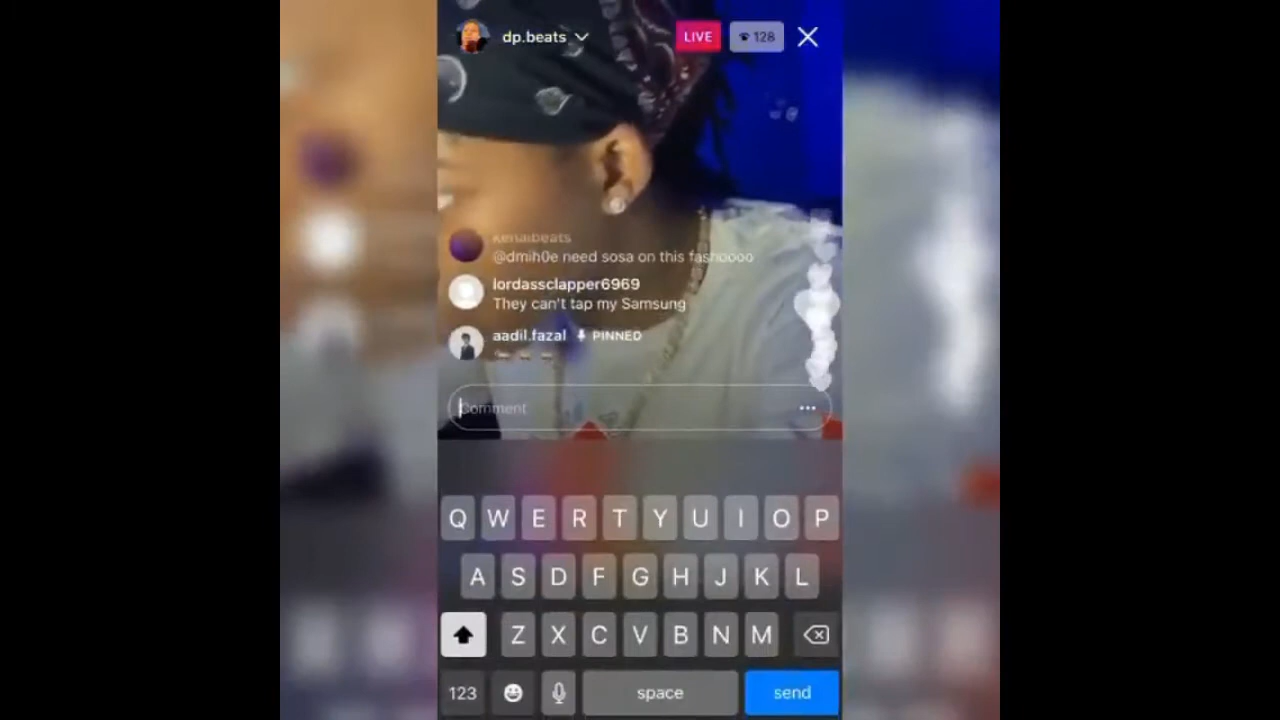 dp.beats
LIVE
128
kenaibeats
@dmih0e need sosa on this fashoooo
lordassclapper6969
They can't tap my Samsung
aadil.fazal PINNED
Comment
Q W E R T Y U I O P
A S D F G H J K L
Z X C V B N M
123 space send